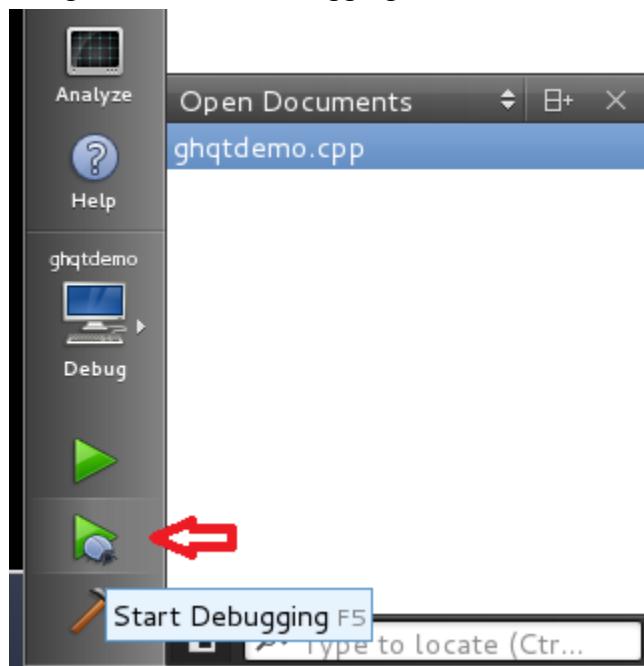 Analyze
Open Documents
ghqtdemo.cpp
Help
ghqtdemo
Debug
Start Debugging F5
Type to locate (Ctr...